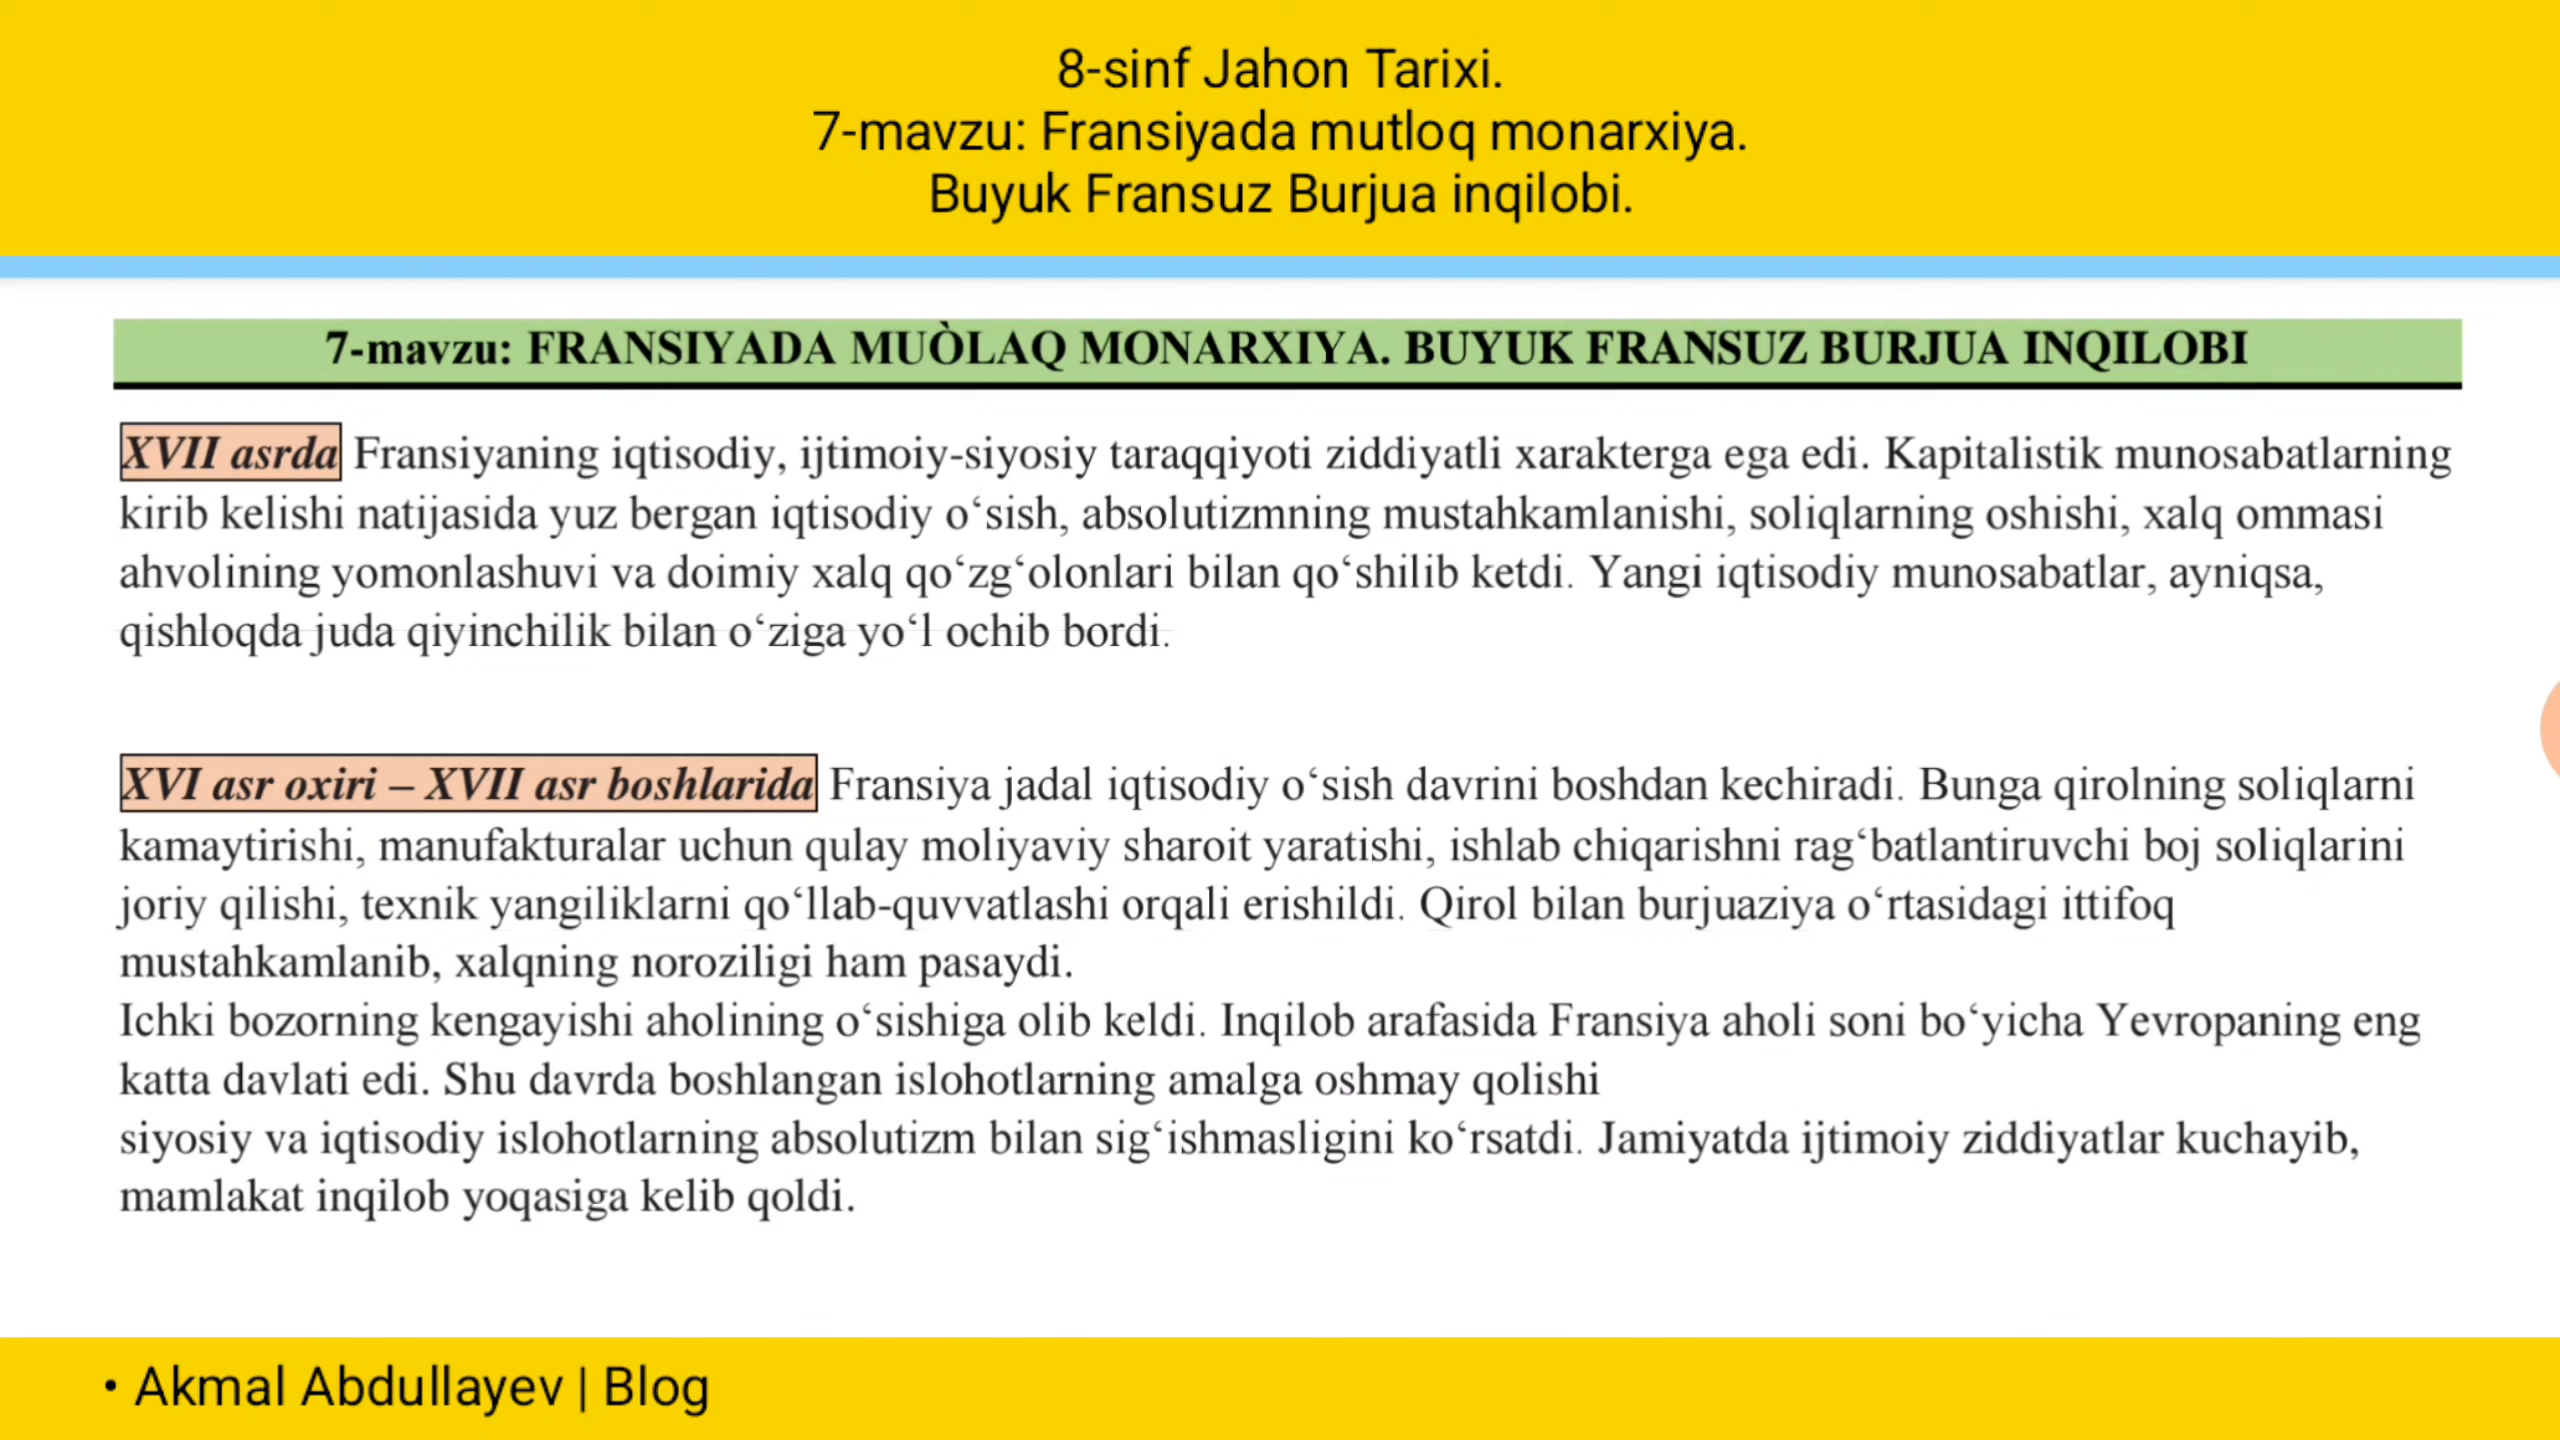 8-sinf Jahon Tarixi.
7-mavzu: Fransiyada mutloq monarxiya.
Buyuk Fransuz Burjua inqilobi.
7-mavzu: FRANSIYADA MUÒLAQ MONARXIYA. BUYUK FRANSUZ BURJUA INQILOBI
XVII asrda Fransiyaning iqtisodiy, ijtimoiy-siyosiy taraqqiyoti ziddiyatli xarakterga ega edi. Kapitalistik munosabatlarning
kirib kelishi natijasida yuz bergan iqtisodiy o‘sish, absolutizmning mustahkamlanishi, soliqlarning oshishi, xalq ommasi
ahvolining yomonlashuvi va doimiy xalq qo‘zg‘olonlari bilan qo‘shilib ketdi. Yangi iqtisodiy munosabatlar, ayniqsa,
qishloqda juda qiyinchilik bilan o‘ziga yo‘l ochib bordi.
XVI asr oxiri – XVII asr boshlarida Fransiya jadal iqtisodiy o‘sish davrini boshdan kechiradi. Bunga qirolning soliqlarni
kamaytirishi, manufakturalar uchun qulay moliyaviy sharoit yaratishi, ishlab chiqarishni rag‘batlantiruvchi boj soliqlarini
joriy qilishi, texnik yangiliklarni qo‘llab-quvvatlashi orqali erishildi. Qirol bilan burjuaziya o‘rtasidagi ittifoq
mustahkamlanib, xalqning noroziligi ham pasaydi.
Ichki bozorning kengayishi aholining o‘sishiga olib keldi. Inqilob arafasida Fransiya aholi soni bo‘yicha Yevropaning eng
katta davlati edi. Shu davrda boshlangan islohotlarning amalga oshmay qolishi
siyosiy va iqtisodiy islohotlarning absolutizm bilan sig‘ishmasligini ko‘rsatdi. Jamiyatda ijtimoiy ziddiyatlar kuchayib,
mamlakat inqilob yoqasiga kelib qoldi.
• Akmal Abdullayev | Blog